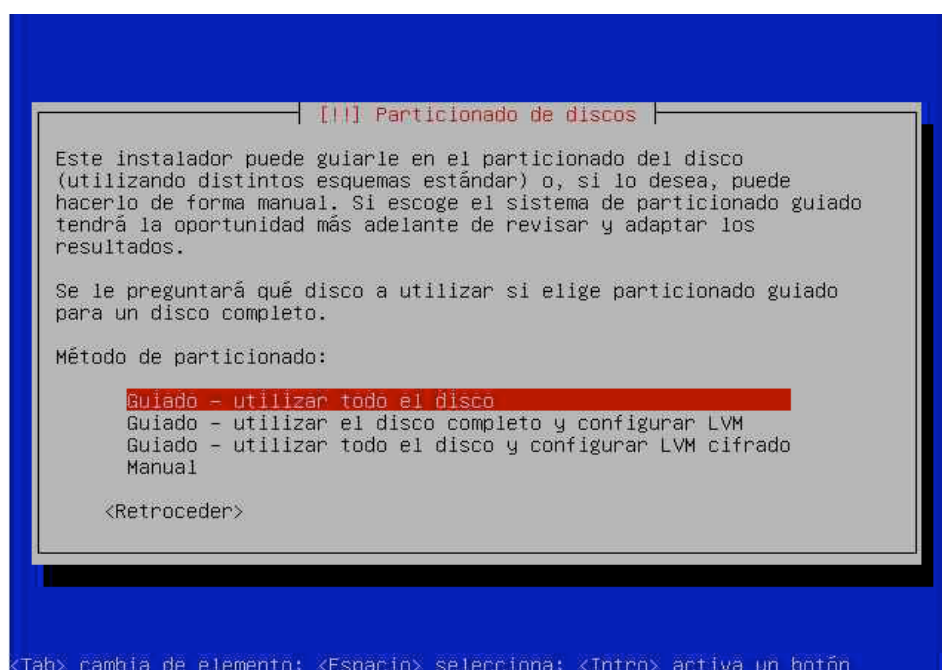 [!!] Particionado de discos
Este instalador puede guiarle en el particionado del disco
(utilizando distintos esquemas estándar) o, si lo desea, puede
hacerlo de forma manual. Si escoge el sistema de particionado guiado
tendrá la oportunidad más adelante de revisar y adaptar los
resultados.
Se le preguntará qué disco a utilizar si elige particionado guiado
para un disco completo.
Método de particionado:
Guiado – utilizar todo el disco
Guiado – utilizar el disco completo y configurar LVM
Guiado – utilizar todo el disco y configurar LVM cifrado
Manual
<Retroceder>
<Tab> cambia de elemento; <Espacio> selecciona; <Intro> activa un botón